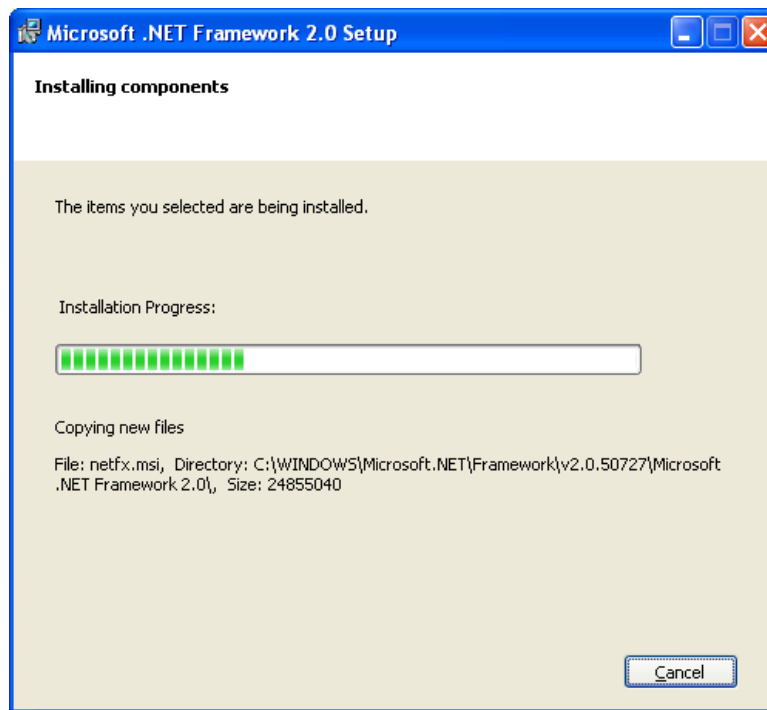 Microsoft .NET Framework 2.0 Setup
Installing components
The items you selected are being installed.
Installation Progress:
Copying new files
File: netfx.msi,  Directory: C:\WINDOWS\Microsoft.NET\Framework\v2.0.50727\Microsoft
.NET Framework 2.0\,  Size: 24855040
Cancel